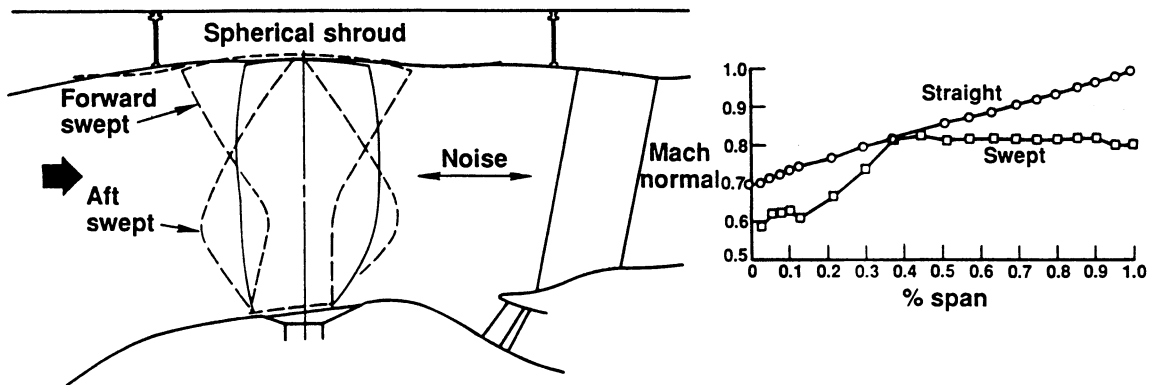 Spherical shroud
Forward
swept
Aft
swept
Noise
Mach
normal
1.0
0.9
0.8
0.7
0.6
0.5
Straight
Swept
0 0.1 0.2 0.3 0.4 0.5 0.6 0.7 0.8 0.9 1.0
% span